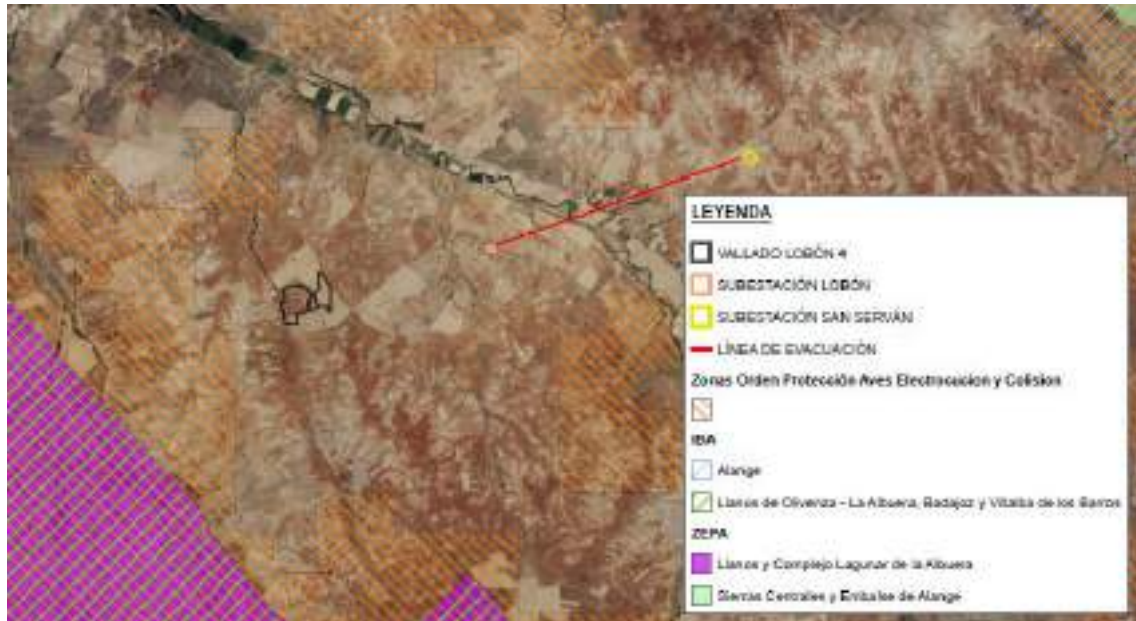 LEYENDA
VALLADO LOBÓN 4
SUBESTACIÓN LOBÓN
SUBESTACIÓN SAN SERVÁN
LÍNEA DE EVACUACIÓN
Zonas Orden Protección Aves Electrocucion y Colision
IBA
Alange
Llanos de Olivenza - La Albuera, Badajoz y Villalba de los Barros
ZEPA
Llanos y Complejo Lagunar de la Albuera
Sierras Centrales y Embalse de Alange